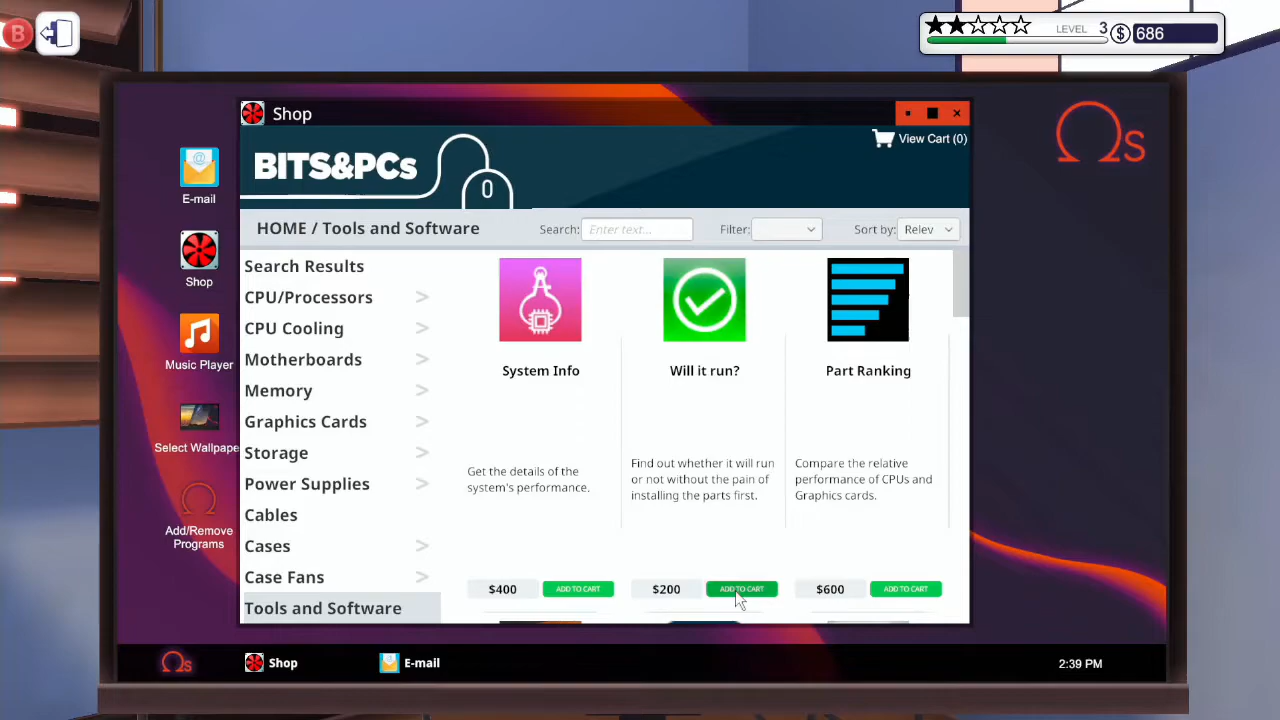 B
LEVEL 3 $ 686
Shop
View Cart (0)
BITS&PCs
HOME / Tools and Software
Search: Enter text...
Filter:
Sort by: Relev
E-mail
Shop
Music Player
Select Wallpape
Add/Remove
Programs
Search Results
CPU/Processors >
CPU Cooling >
Motherboards >
Memory >
Graphics Cards >
Storage >
Power Supplies >
Cables
Cases >
Case Fans >
Tools and Software
System Info
Get the details of the
system's performance.
$400 ADD TO CART
Will it run?
Find out whether it will run
or not without the pain of
installing the parts first.
$200 ADD TO CART
Part Ranking
Compare the relative
performance of CPUs and
Graphics cards.
$600 ADD TO CART
Ωs
Ωs
Shop
E-mail
2:39 PM